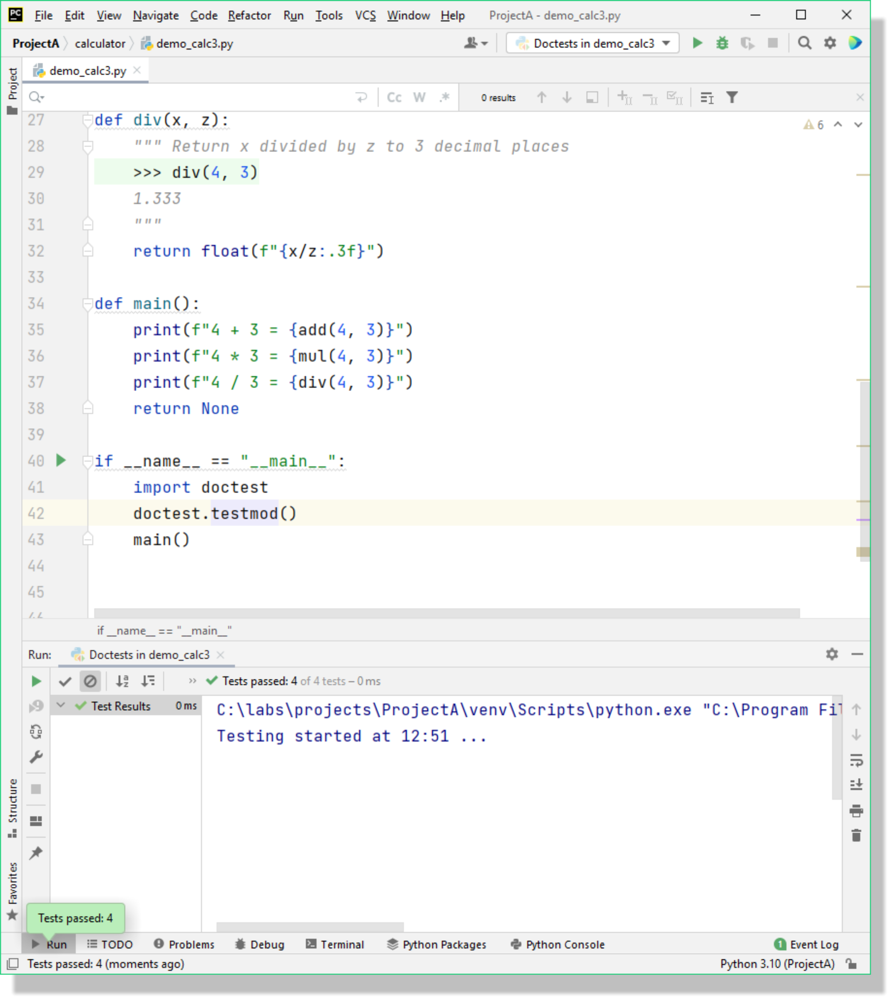 PC File Edit View Navigate Code Refactor Run Tools VCS Window Help ProjectA - demo_calc3.py
ProjectA calculator demo_calc3.py Doctests in demo_calc3
Project
demo_calc3.py
Cc W .* 0 results
27 def div(x, z): 6
28 """ Return x divided by z to 3 decimal places
29 >>> div(4, 3)
30 1.333
31 """
32 return float(f"{x/z:.3f}")
33
34 def main():
35 print(f"4 + 3 = {add(4, 3)}")
36 print(f"4 * 3 = {mul(4, 3)}")
37 print(f"4 / 3 = {div(4, 3)}")
38 return None
39
40 if __name__ == "__main__":
41 import doctest
42 doctest.testmod()
43 main()
44
45
if __name__ == "__main__"
Run: Doctests in demo_calc3
Tests passed: 4 of 4 tests – 0 ms
Test Results 0 ms
C:\labs\projects\ProjectA\venv\Scripts\python.exe "C:\Program Fil
Testing started at 12:51 ...
Structure
Favorites
Tests passed: 4
Run TODO Problems Debug Terminal Python Packages Python Console 1 Event Log
Tests passed: 4 (moments ago) Python 3.10 (ProjectA)